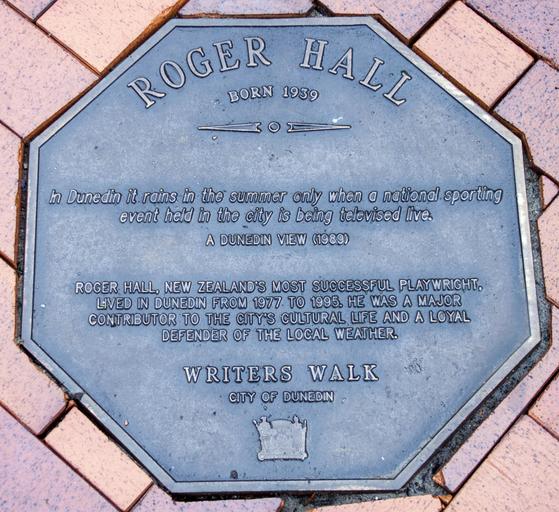 ROGER HALL
BORN 1939
In Dunedin it rains in the summer only when a national sporting
event held in the city is being televised live.
A DUNEDIN VIEW (1989)
ROGER HALL, NEW ZEALAND'S MOST SUCCESSFUL PLAYWRIGHT,
LIVED IN DUNEDIN FROM 1977 TO 1995. HE WAS A MAJOR
CONTRIBUTOR TO THE CITY'S CULTURAL LIFE AND A LOYAL
DEFENDER OF THE LOCAL WEATHER.
WRITERS WALK
CITY OF DUNEDIN